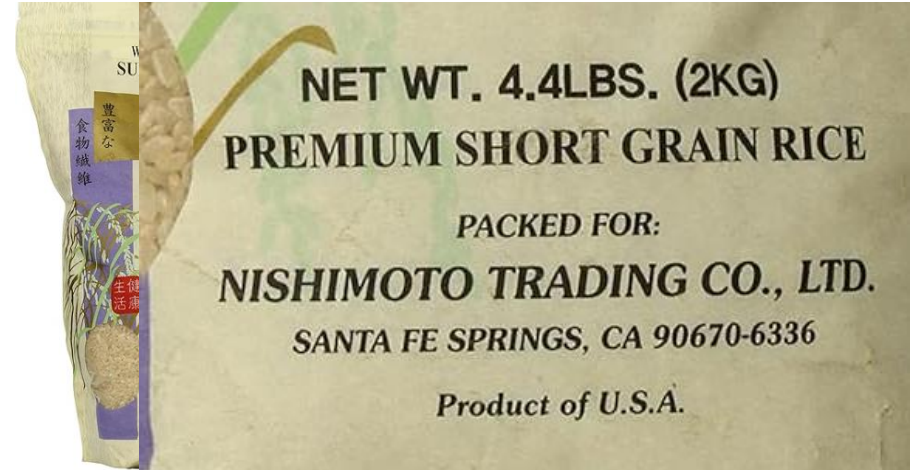 SU
豊富な
食物繊維
健康
生活
NET WT. 4.4LBS. (2KG)
PREMIUM SHORT GRAIN RICE
PACKED FOR:
NISHIMOTO TRADING CO., LTD.
SANTA FE SPRINGS, CA 90670-6336
Product of U.S.A.